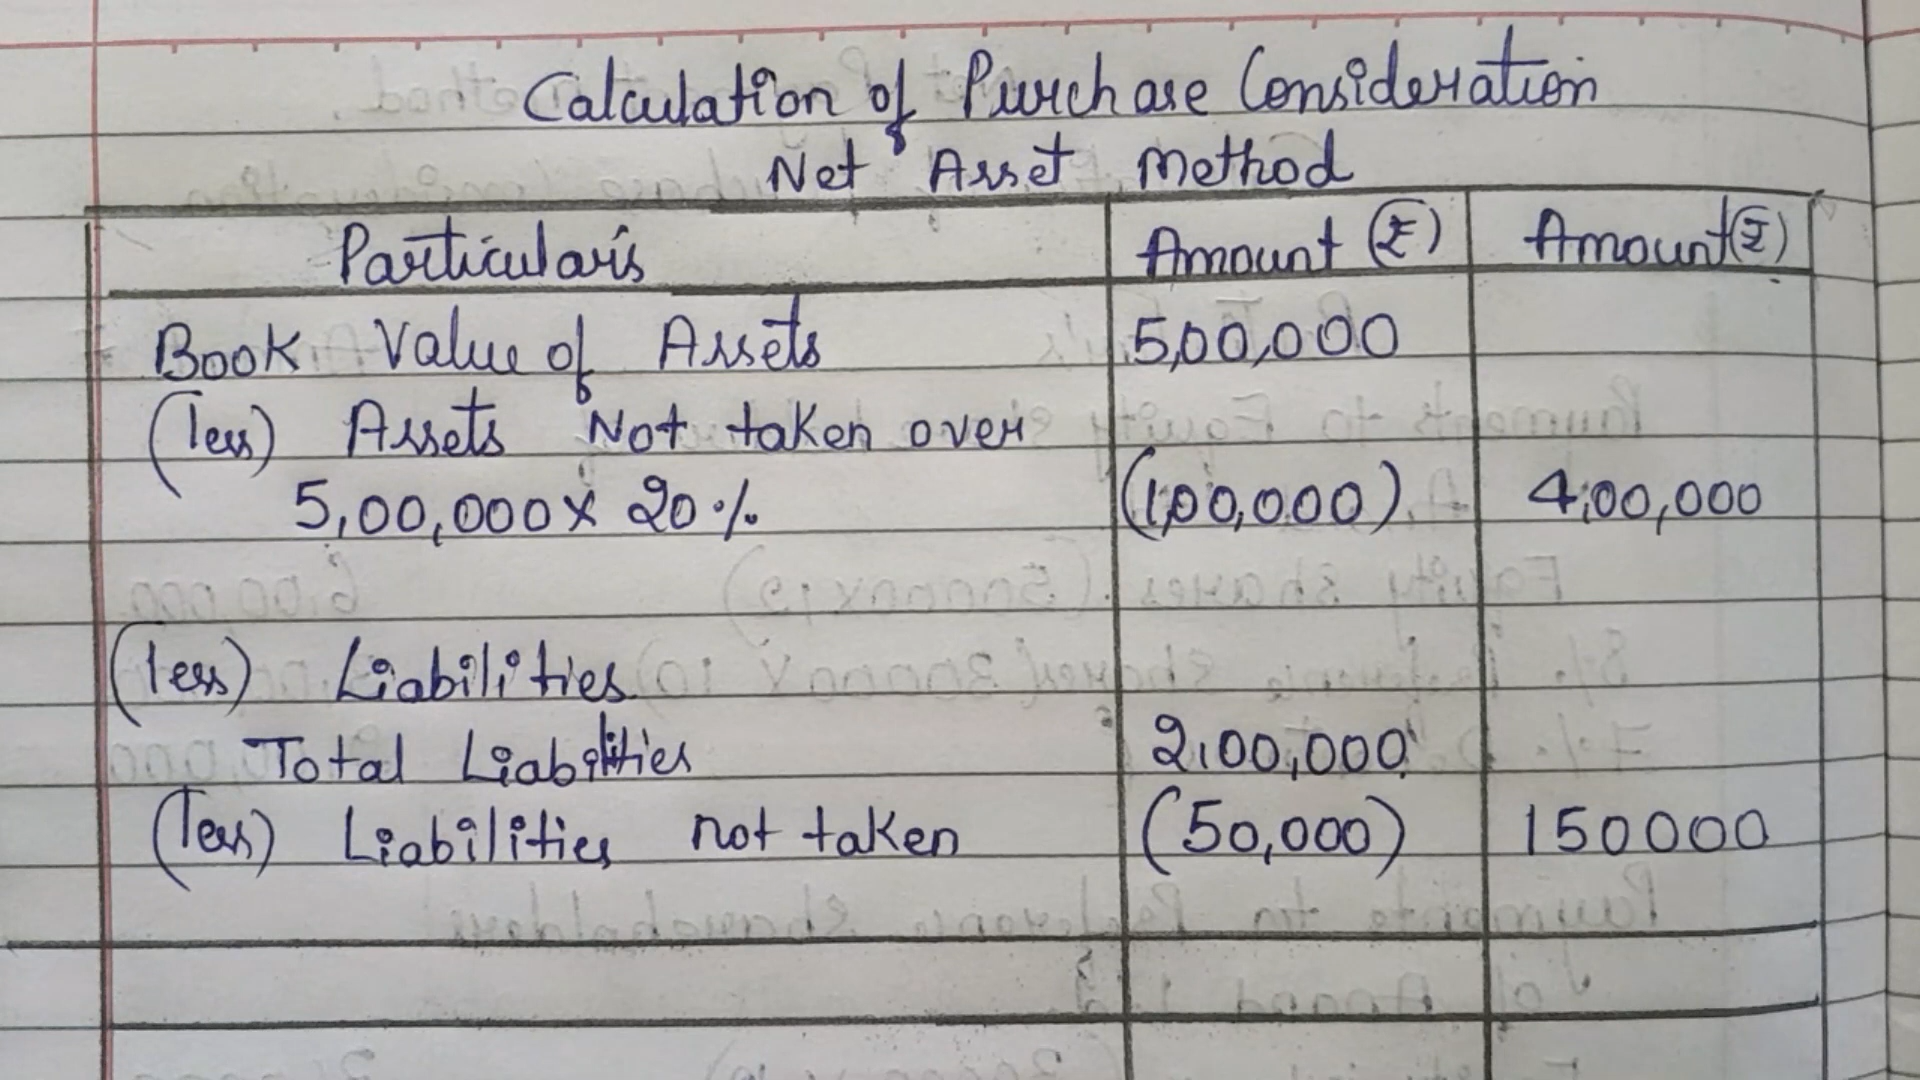 Calculation of Purchase Consideration
Net Asset Method
Particulars Amount (₹) Amount (₹)
Book Value of Assets 5,00,000
(less) Assets Not taken over
5,00,000 x 20% (1,00,000) 4,00,000
(less) Liabilities
Total Liabilities 2,00,000
(less) Liabilities not taken (50,000) 150000